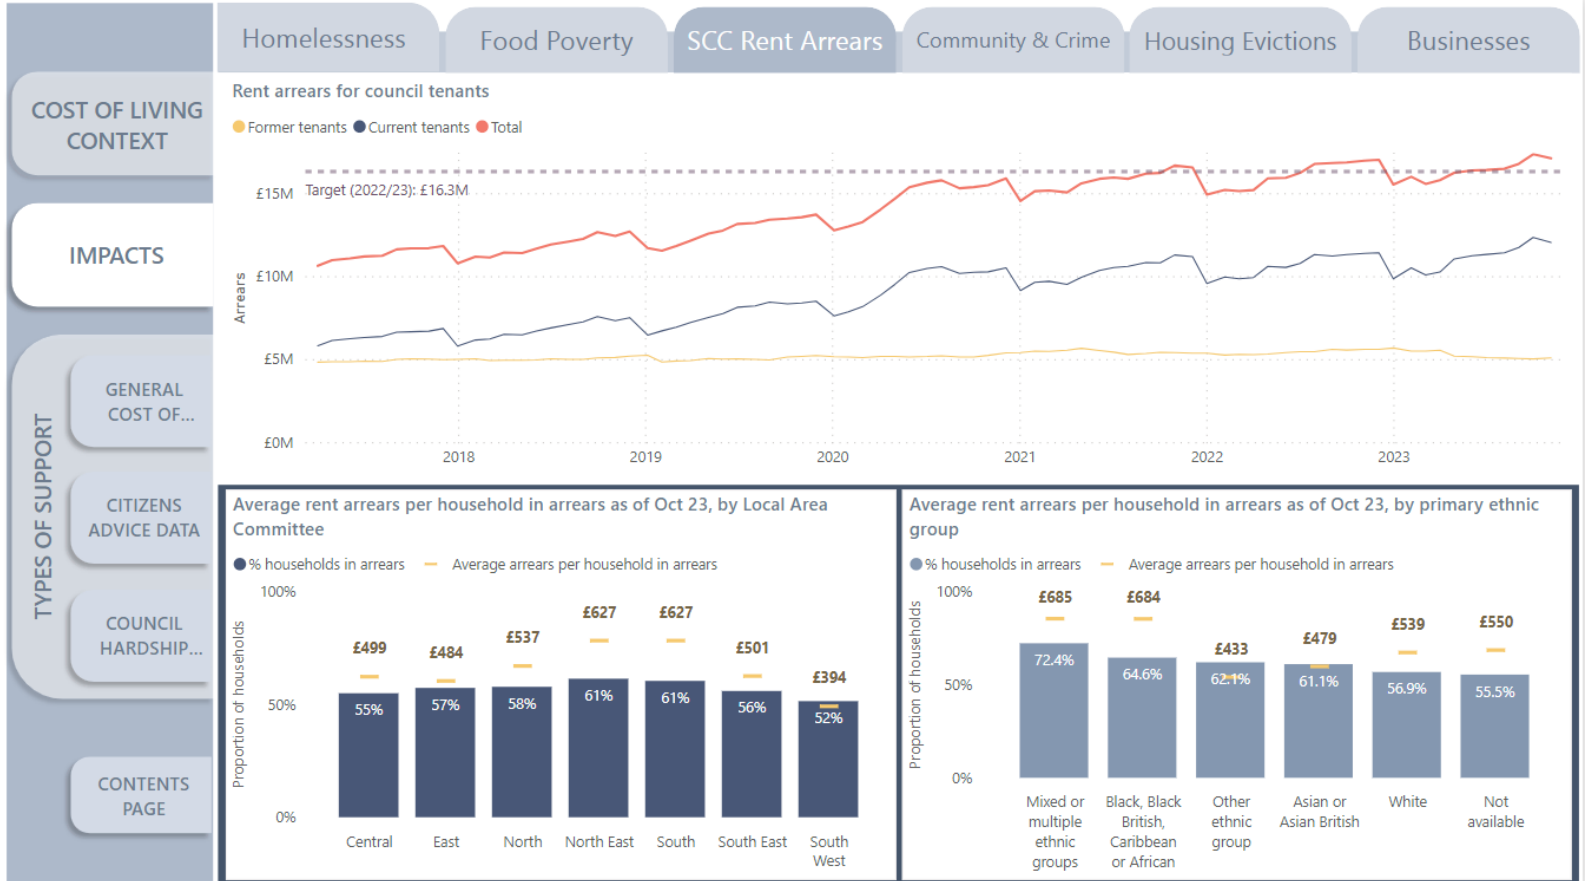 Homelessness
Food Poverty
SCC Rent Arrears
Community & Crime
Housing Evictions
Businesses
COST OF LIVING
CONTEXT
IMPACTS
TYPES OF SUPPORT
GENERAL
COST OF...
CITIZENS
ADVICE DATA
COUNCIL
HARDSHIP...
CONTENTS
PAGE
Rent arrears for council tenants
Former tenants Current tenants Total
Arrears
£15M
£10M
£5M
£0M
Target (2022/23): £16.3M
2018 2019 2020 2021 2022 2023
Average rent arrears per household in arrears as of Oct 23, by Local Area
Committee
% households in arrears Average arrears per household in arrears
Proportion of households
100%
50%
0%
£499 £484 £537 £627 £627 £501 £394
55% 57% 58% 61% 61% 56% 52%
Central East North North East South South East South
West
Average rent arrears per household in arrears as of Oct 23, by primary ethnic
group
% households in arrears Average arrears per household in arrears
Proportion of households
100%
50%
0%
£685 £684 £433 £479 £539 £550
72.4% 64.6% 62.1% 61.1% 56.9% 55.5%
Mixed or
multiple
ethnic
groups
Black, Black
British,
Caribbean
or African
Other
ethnic
group
Asian or
Asian British
White
Not
available